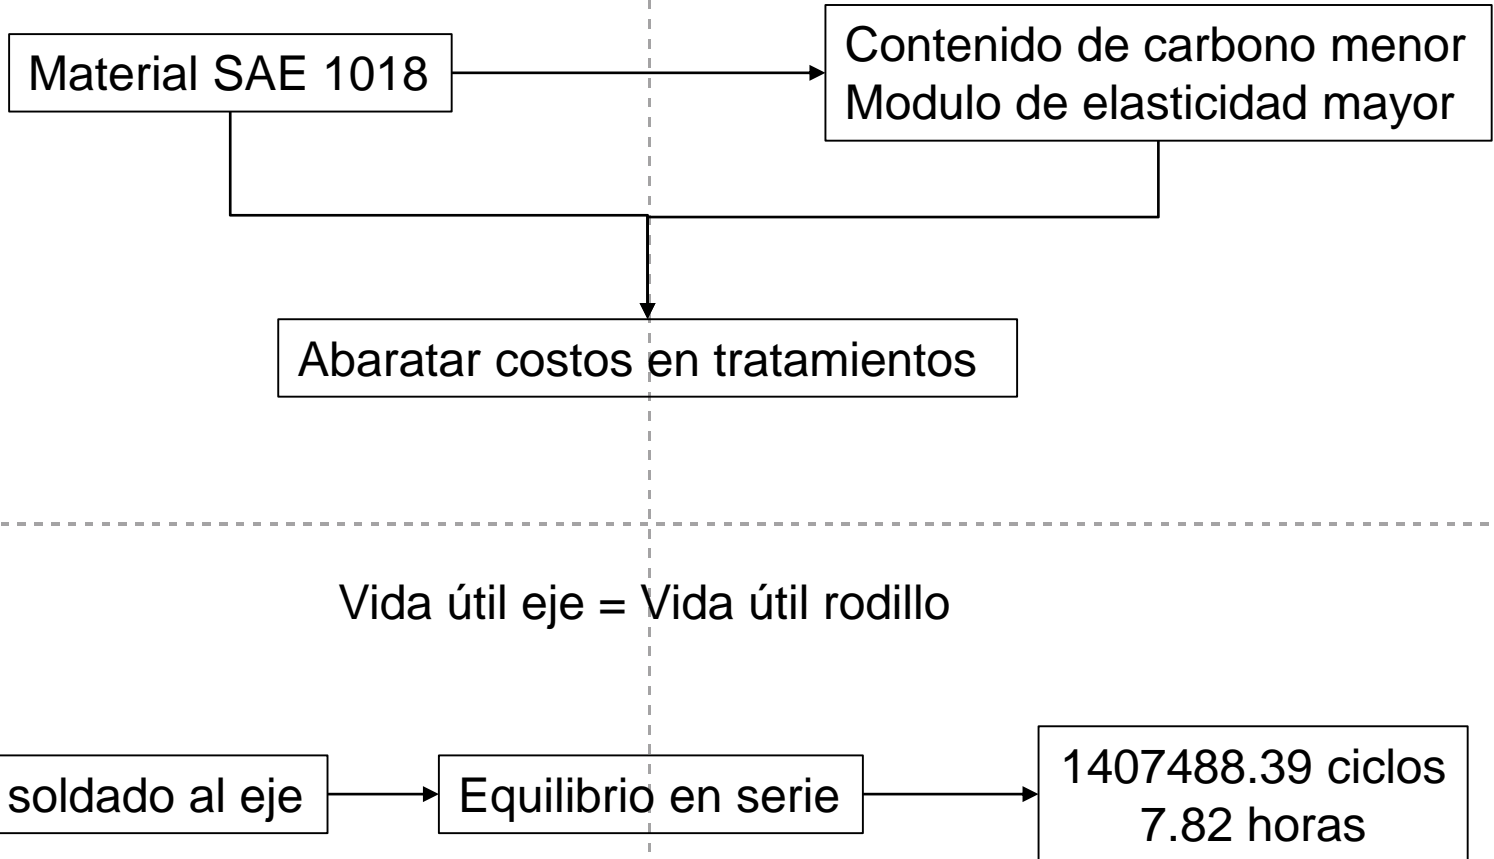 Material SAE 1018
Contenido de carbono menor
Modulo de elasticidad mayor
Abaratar costos en tratamientos
Vida útil eje = Vida útil rodillo
soldado al eje
Equilibrio en serie
1407488.39 ciclos
7.82 horas